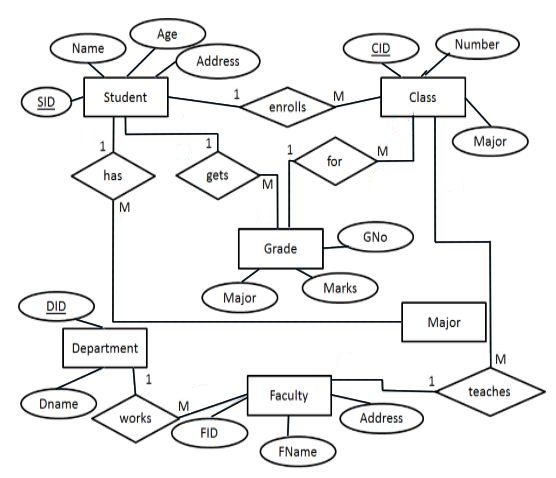 Age
Name
Address
CID
Number
SID
Student
1
enrolls
M
Class
Major
1
has
M
1
gets
M
1
for
M
GNo
Grade
Major
Marks
DID
Major
Department
Dname
1
works
M
Faculty
1
M
teaches
FID
FName
Address